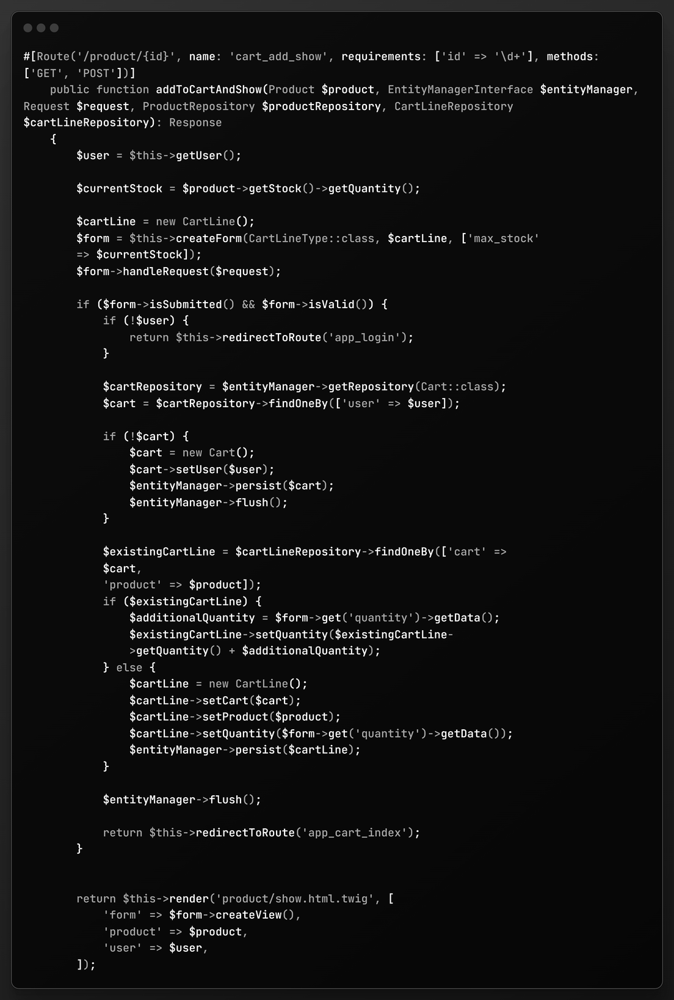 #[Route('/product/{id}', name: 'cart_add_show', requirements: ['id' => '\d+'], methods:
['GET', 'POST'])]
    public function addToCartAndShow(Product $product, EntityManagerInterface $entityManager,
Request $request, ProductRepository $productRepository, CartLineRepository
$cartLineRepository): Response
    {
        $user = $this->getUser();

        $currentStock = $product->getStock()->getQuantity();

        $cartLine = new CartLine();
        $form = $this->createForm(CartLineType::class, $cartLine, ['max_stock'
        => $currentStock]);
        $form->handleRequest($request);

        if ($form->isSubmitted() && $form->isValid()) {
            if (!$user) {
                return $this->redirectToRoute('app_login');
            }

            $cartRepository = $entityManager->getRepository(Cart::class);
            $cart = $cartRepository->findOneBy(['user' => $user]);

            if (!$cart) {
                $cart = new Cart();
                $cart->setUser($user);
                $entityManager->persist($cart);
                $entityManager->flush();
            }

            $existingCartLine = $cartLineRepository->findOneBy(['cart' =>
            $cart,
            'product' => $product]);
            if ($existingCartLine) {
                $additionalQuantity = $form->get('quantity')->getData();
                $existingCartLine->setQuantity($existingCartLine-
                >getQuantity() + $additionalQuantity);
            } else {
                $cartLine = new CartLine();
                $cartLine->setCart($cart);
                $cartLine->setProduct($product);
                $cartLine->setQuantity($form->get('quantity')->getData());
                $entityManager->persist($cartLine);
            }

            $entityManager->flush();

            return $this->redirectToRoute('app_cart_index');
        }


        return $this->render('product/show.html.twig', [
            'form' => $form->createView(),
            'product' => $product,
            'user' => $user,
        ]);